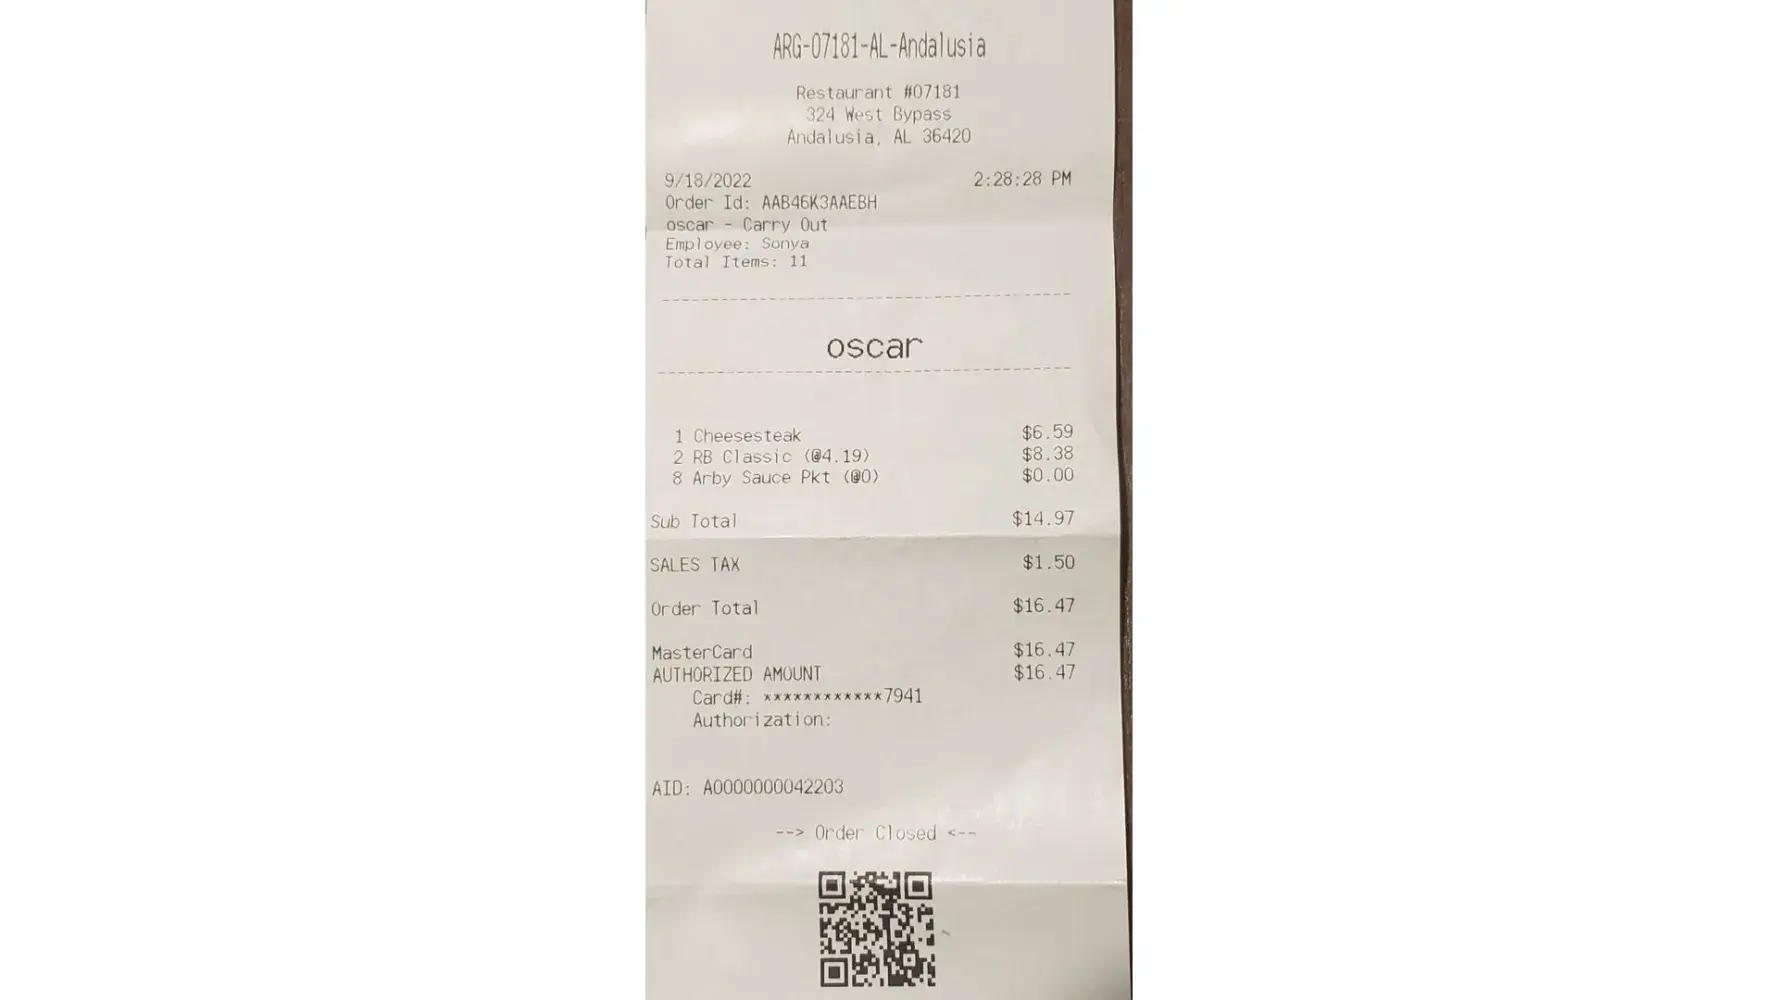 ARG-07181-AL-Andalusia
Restaurant #07181
324 West Bypass
Andalusia, AL 36420
9/18/2022 2:28:28 PM
Order Id: AAB46K3AAEBH
oscar - Carry Out
Employee: Sonya
Total Items: 11
oscar
1 Cheesesteak $6.59
2 RB Classic (@4.19) $8.38
8 Arby Sauce Pkt (@0) $0.00
Sub Total $14.97
SALES TAX $1.50
Order Total $16.47
MasterCard $16.47
AUTHORIZED AMOUNT $16.47
Card#: ************7941
Authorization:
AID: A0000000042203
--> Order Closed <--